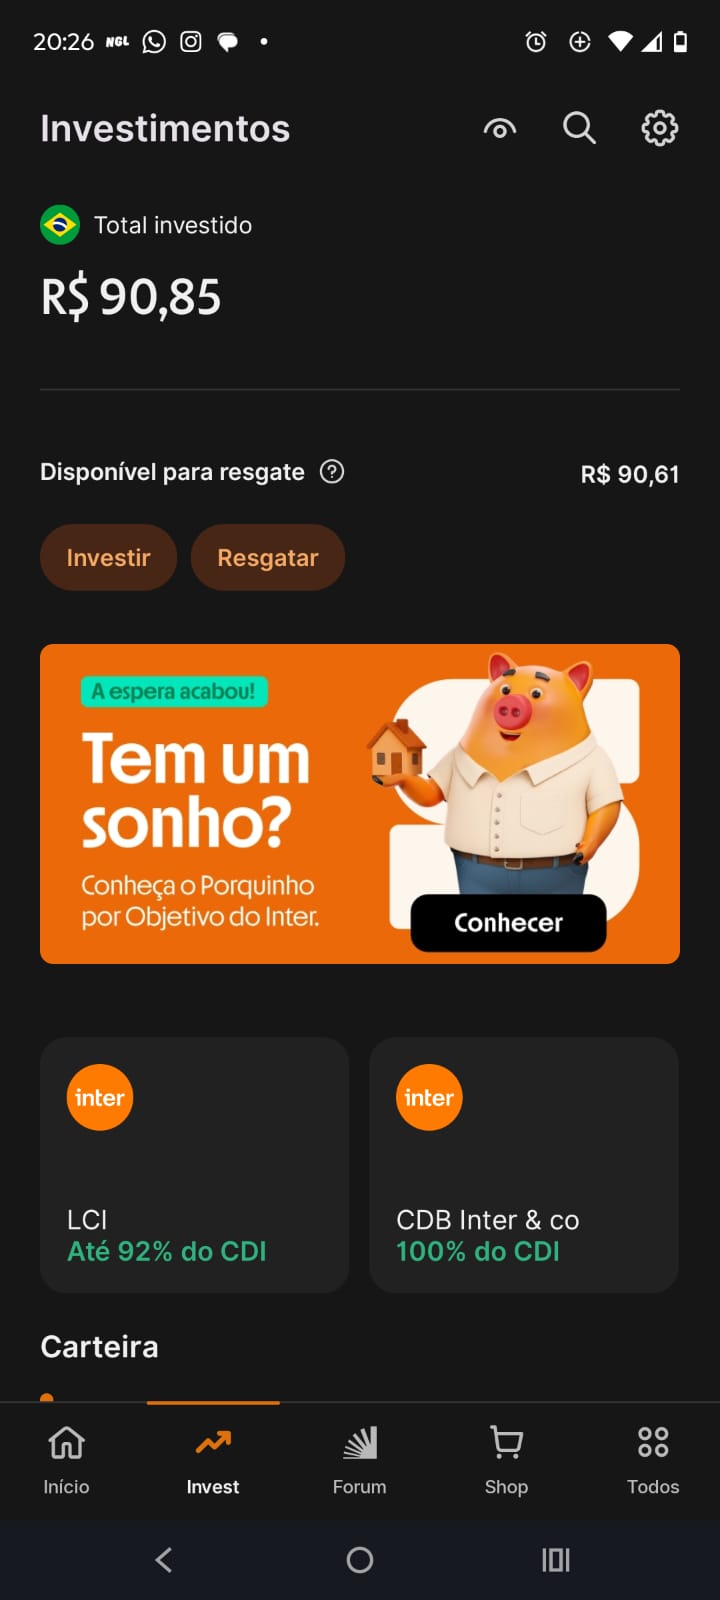 20:26 NGL
Investimentos
Total investido
R$ 90,85
Disponível para resgate ?
R$ 90,61
Investir
Resgatar
A espera acabou!
Tem um
sonho?
Conheça o Porquinho
por Objetivo do Inter.
Conhecer
inter
LCI
Até 92% do CDI
inter
CDB Inter & co
100% do CDI
Carteira
Início
Invest
Forum
Shop
Todos